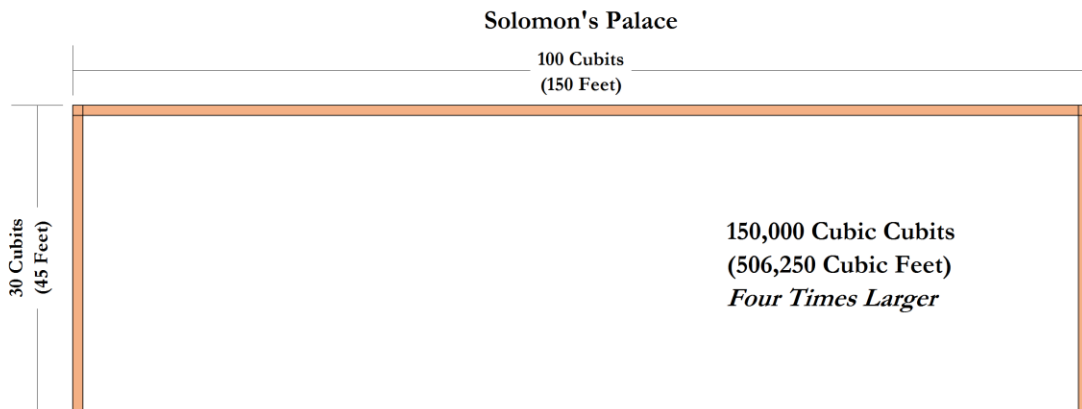 Solomon's Palace
100 Cubits
(150 Feet)
30 Cubits
(45 Feet)
150,000 Cubic Cubits
(506,250 Cubic Feet)
Four Times Larger